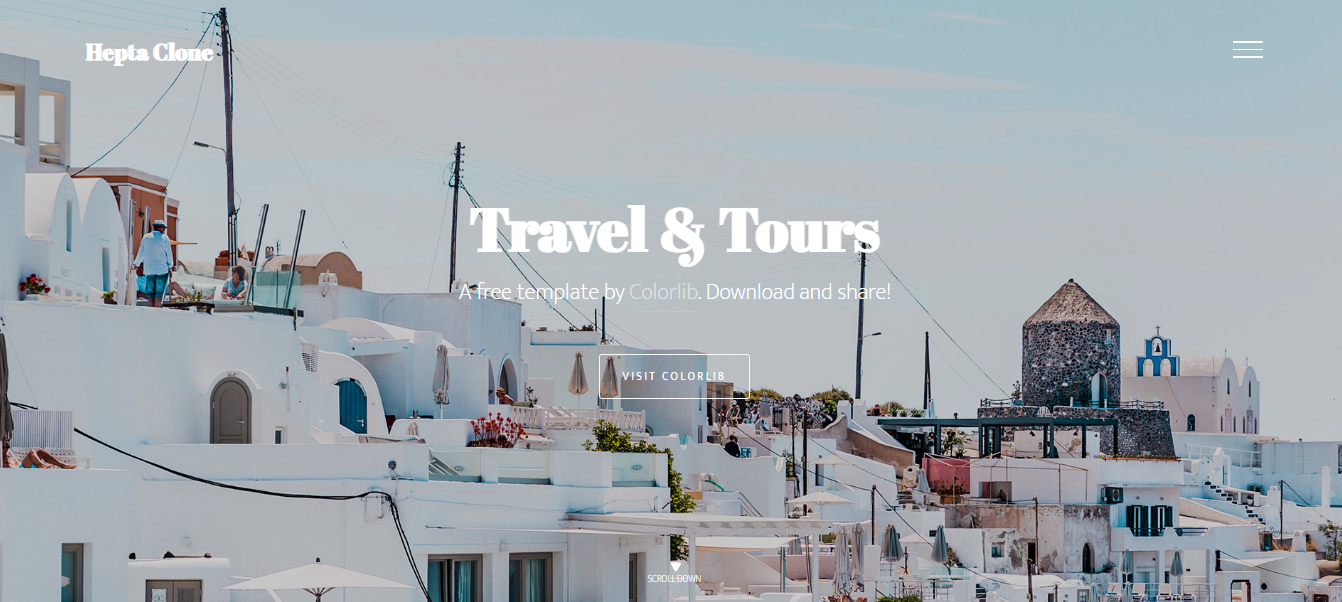 Hepta Clone
Travel & Tours
A free template by Colorlib. Download and share!
VISIT COLORLIB
SCROLL DOWN